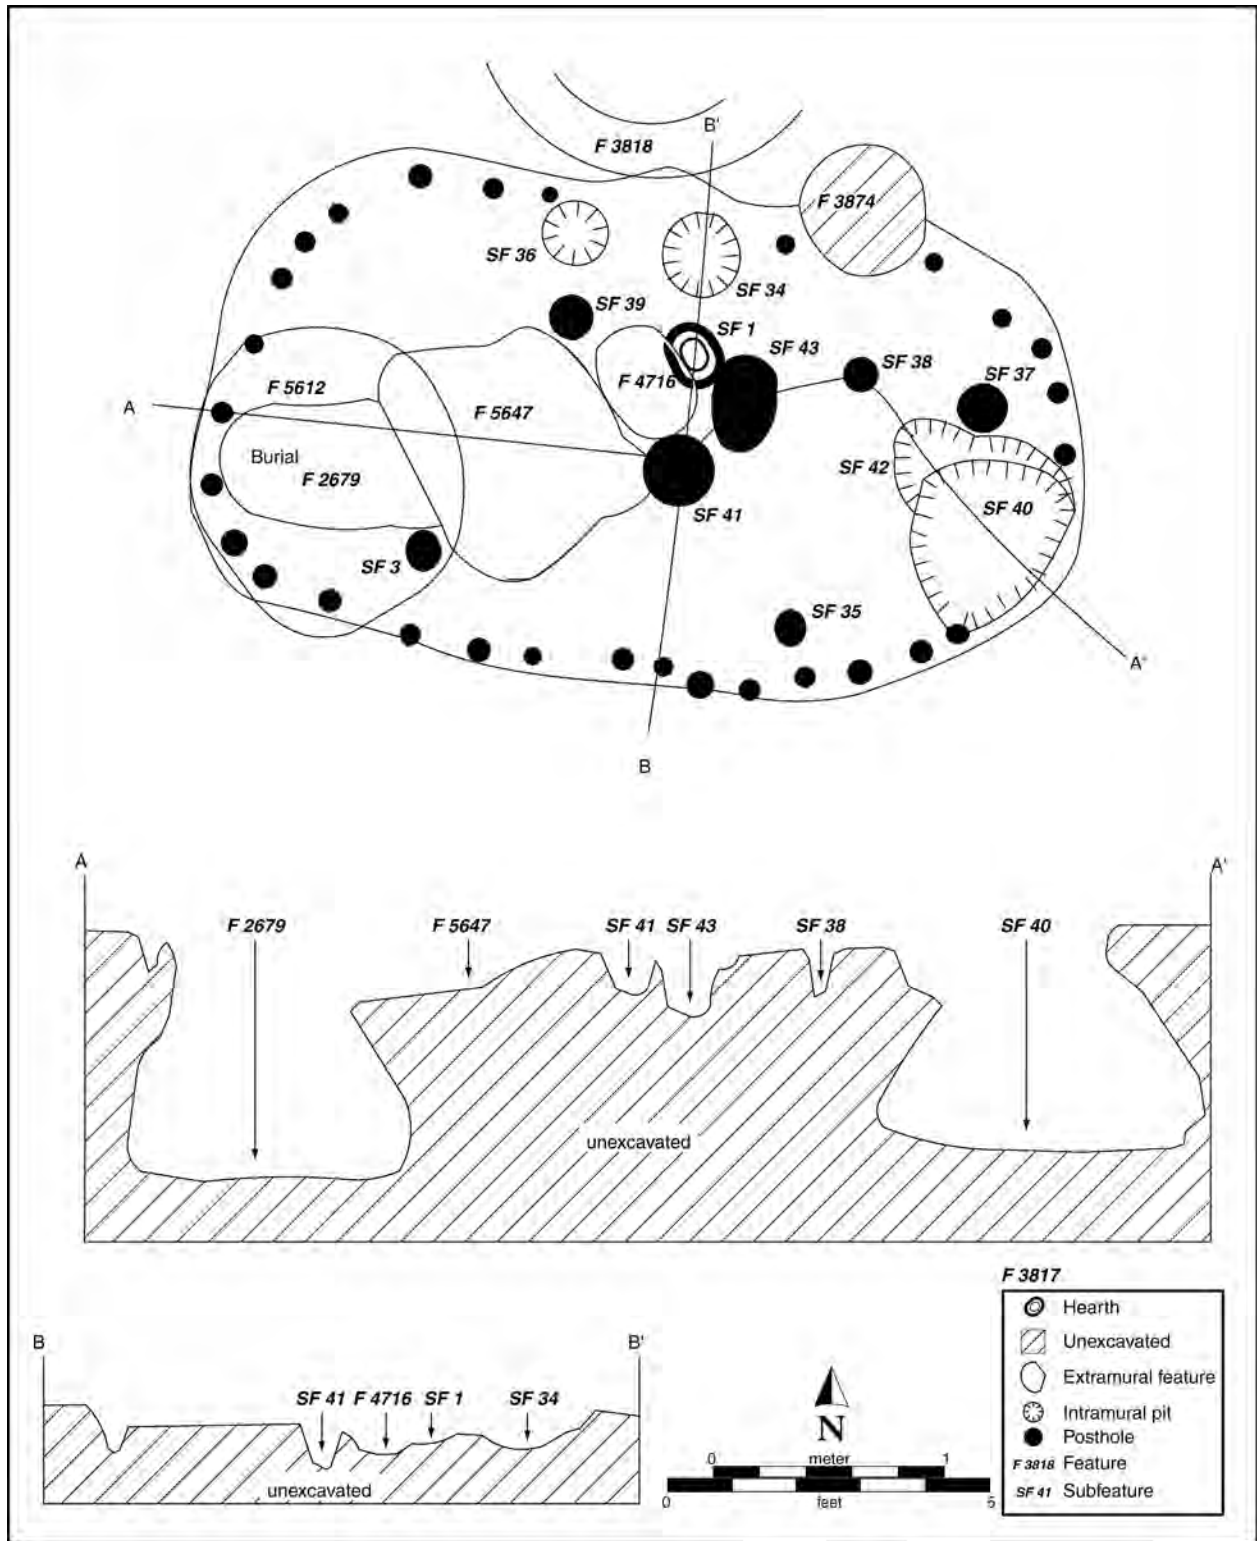 B'
F 3818
F 3874
SF 36
SF 34
SF 39
SF 1
SF 43
SF 38
SF 37
F 4716
F 5612
A
F 5647
Burial
F 2679
SF 42
SF 40
SF 41
SF 3
SF 35
A'
B
A
A'
F 2679
F 5647
SF 41
SF 43
SF 38
SF 40
unexcavated
B
B'
SF 41
F 4716
SF 1
SF 34
unexcavated
N
0
meter
1
0
feet
5
F 3817
Hearth
Unexcavated
Extramural feature
Intramural pit
Posthole
F 3818 Feature
SF 41 Subfeature